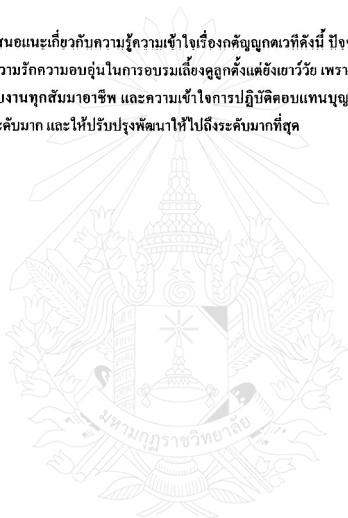 สนอแนะเกี่ยวกับความรู้ความเข้าใจเรื่องกตัญญูกตเวทีดังนี้ ปัจจ
วามรักความอบอุ่นในการอบรมเลี้ยงดูลูกตั้งแต่ยังเยาว์วัย เพรา
บงานทุกสัมมาอาชีพ และความเข้าใจการปฏิบัติตอบแทนบุญ
ะดับมาก และให้ปรับปรุงพัฒนาให้ไปถึงระดับมากที่สุด
มหามกุฏราชวิทยาลัย